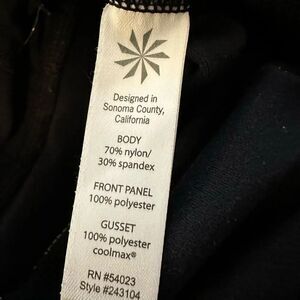 Designed in
Sonoma County,
California
BODY
70% nylon/
30% spandex
FRONT PANEL
100% polyester
GUSSET
100% polyester
coolmax®
RN #54023
Style #243104